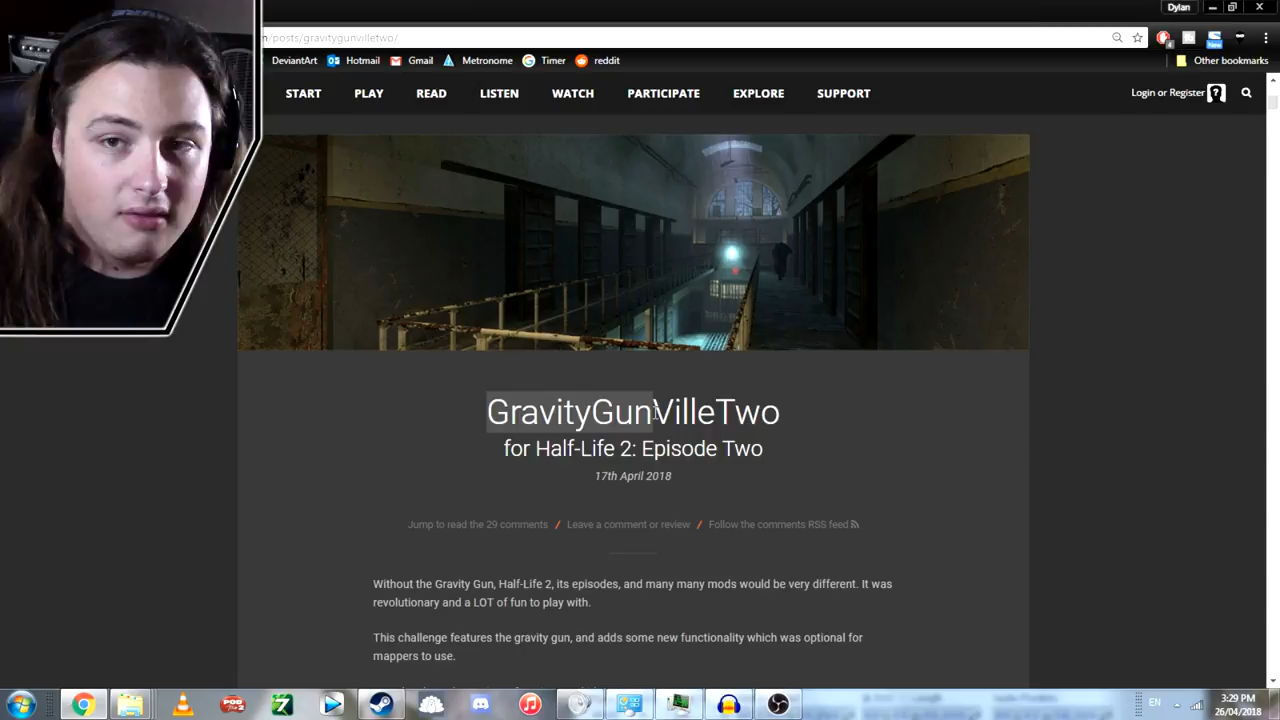 Dylan
n/posts/gravitygunvilletwo/
DeviantArt Hotmail Gmail Metronome Timer reddit Other bookmarks
START PLAY READ LISTEN WATCH PARTICIPATE EXPLORE SUPPORT Login or Register
GravityGunVilleTwo
for Half-Life 2: Episode Two
17th April 2018
Jump to read the 29 comments / Leave a comment or review / Follow the comments RSS feed
Without the Gravity Gun, Half-Life 2, its episodes, and many many mods would be very different. It was
revolutionary and a LOT of fun to play with.
This challenge features the gravity gun, and adds some new functionality which was optional for
mappers to use.
EN
3:29 PM
26/04/2018